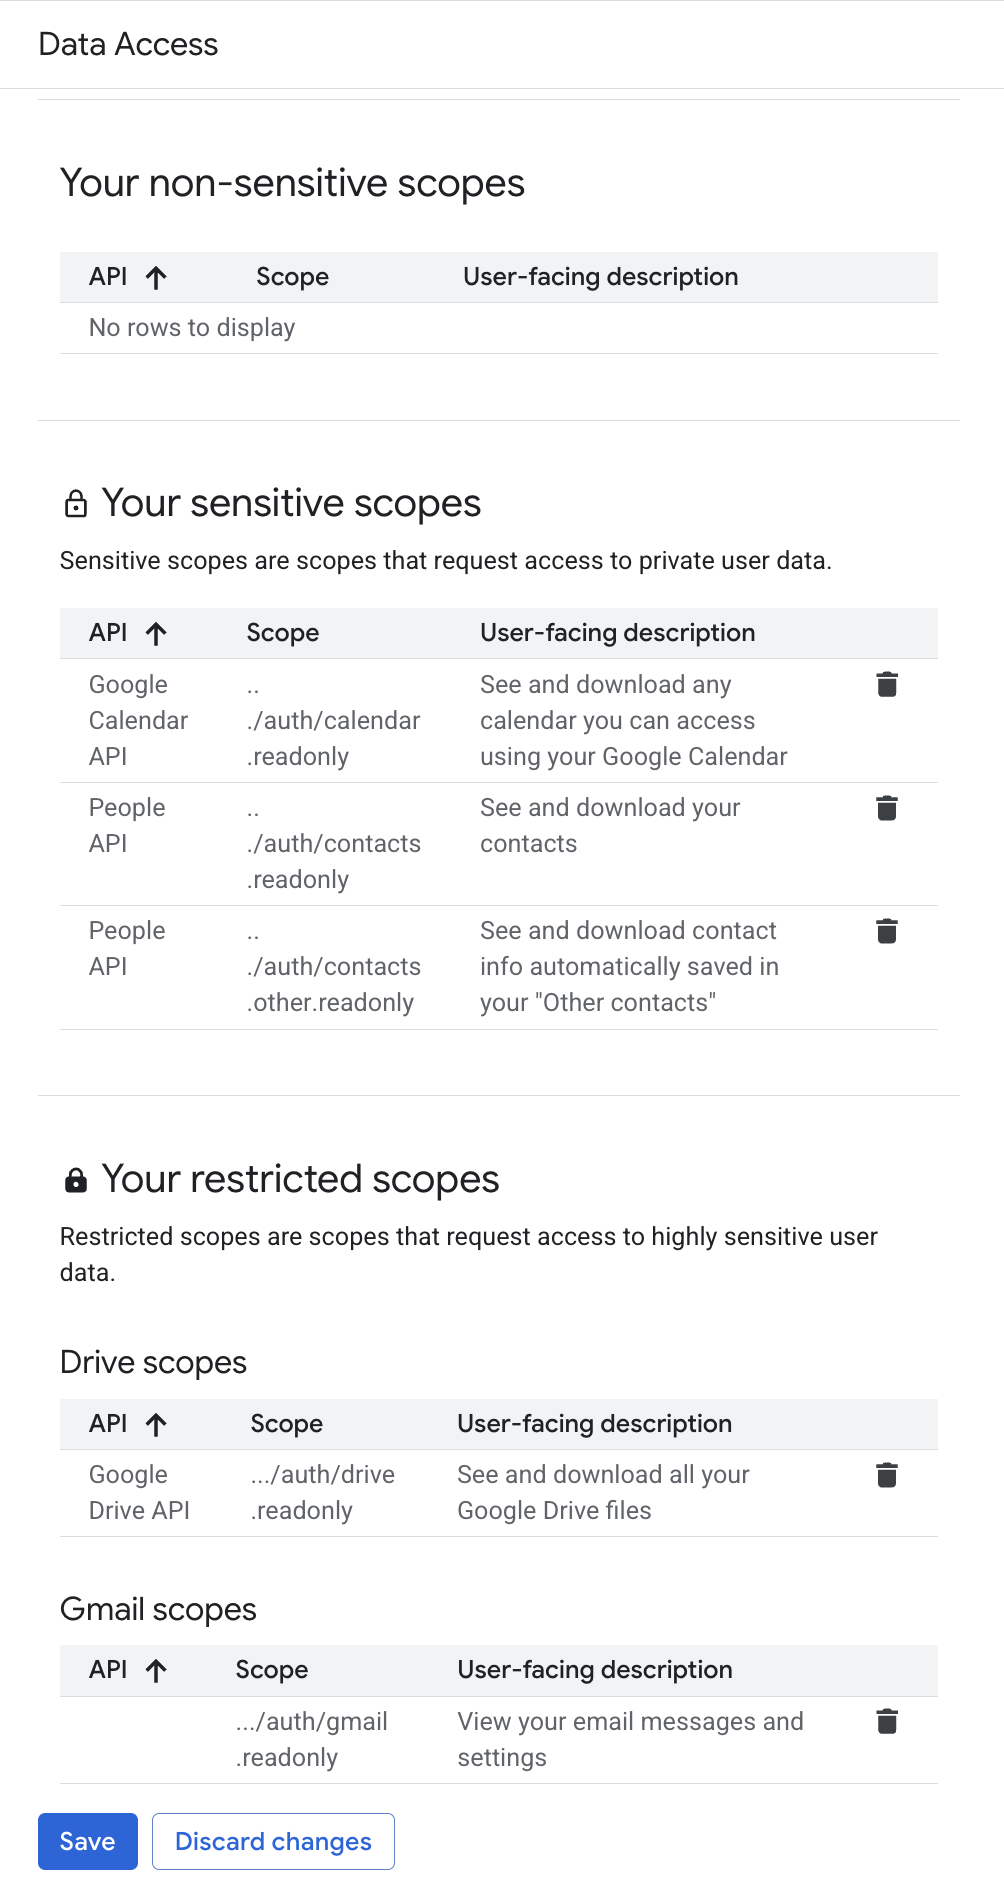 Data Access
Your non-sensitive scopes
API Scope User-facing description
No rows to display
Your sensitive scopes
Sensitive scopes are scopes that request access to private user data.
API Scope User-facing description
Google .. See and download any
Calendar ./auth/calendar calendar you can access
API .readonly using your Google Calendar
People .. See and download your
API ./auth/contacts contacts
.readonly
People .. See and download contact
API ./auth/contacts info automatically saved in
.other.readonly your "Other contacts"
Your restricted scopes
Restricted scopes are scopes that request access to highly sensitive user
data.
Drive scopes
API Scope User-facing description
Google .../auth/drive See and download all your
Drive API .readonly Google Drive files
Gmail scopes
API Scope User-facing description
.../auth/gmail View your email messages and
.readonly settings
Save Discard changes